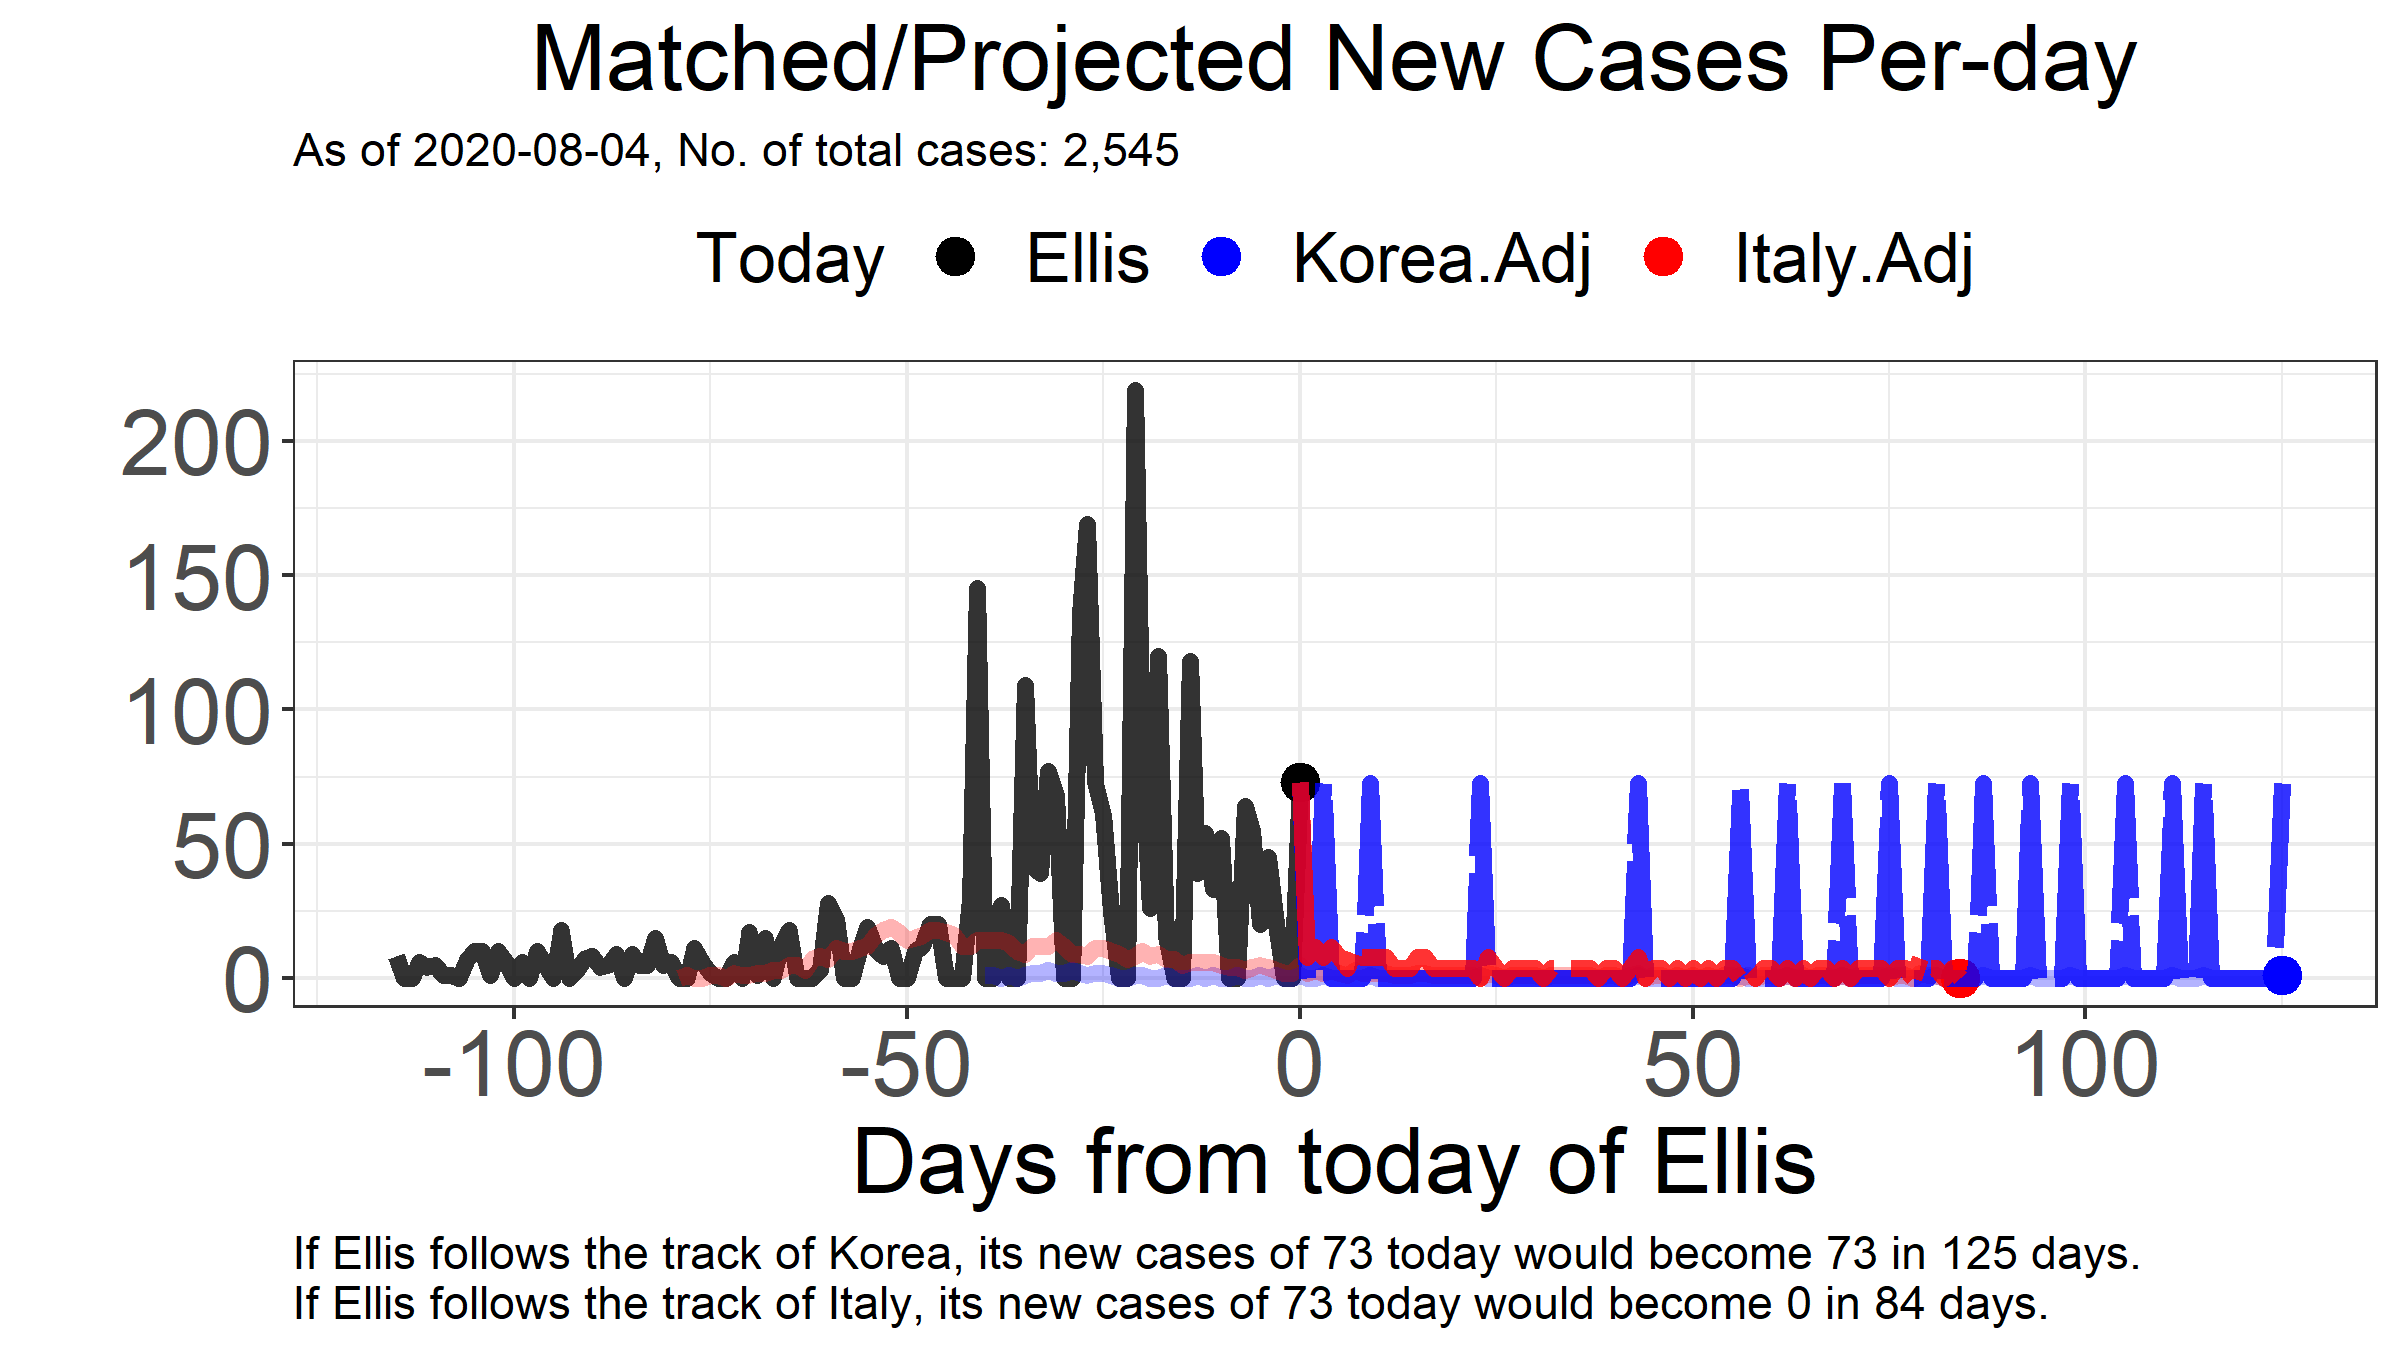 Matched/Projected New Cases Per-day
As of 2020-08-04, No. of total cases: 2,545
Today Ellis Korea.Adj Italy.Adj
200
150
100
50
0
-100 -50 0 50 100
Days from today of Ellis
If Ellis follows the track of Korea, its new cases of 73 today would become 73 in 125 days.
If Ellis follows the track of Italy, its new cases of 73 today would become 0 in 84 days.